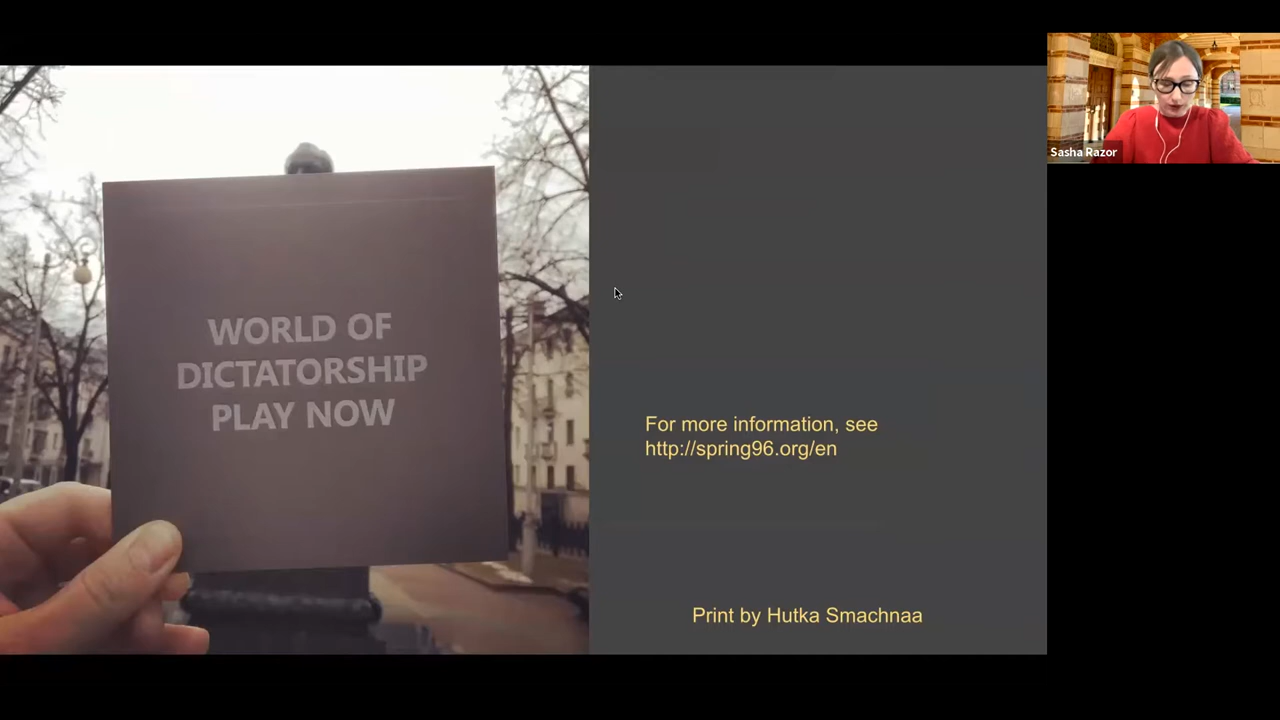 WORLD OF
DICTATORSHIP
PLAY NOW
For more information, see
http://spring96.org/en
Print by Hutka Smachnaa
Sasha Razor